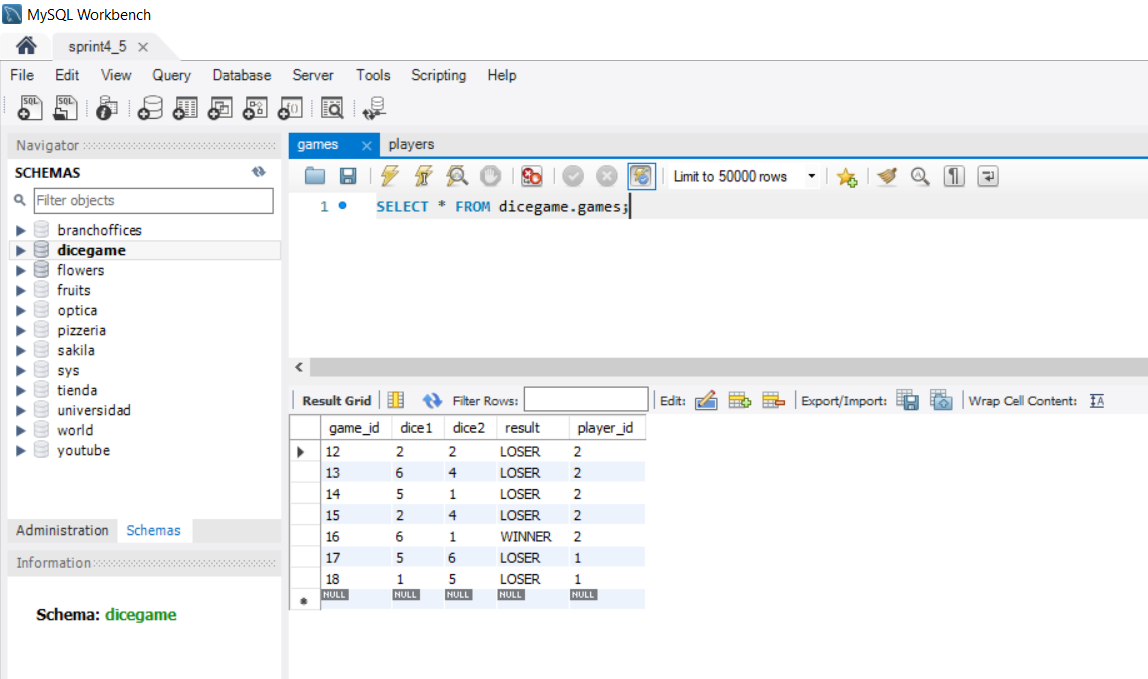 MySQL Workbench
sprint4_5
File Edit View Query Database Server Tools Scripting Help
SQL SQL
Navigator
SCHEMAS
Filter objects
branchoffices
dicegame
flowers
fruits
optica
pizzeria
sakila
sys
tienda
universidad
world
youtube
Administration Schemas
Information
Schema: dicegame
games players
Limit to 50000 rows
1 SELECT * FROM dicegame.games;
Result Grid Filter Rows: Edit: Export/Import: Wrap Cell Content:
game_id dice1 dice2 result player_id
12 2 2 LOSER 2
13 6 4 LOSER 2
14 5 1 LOSER 2
15 2 4 LOSER 2
16 6 1 WINNER 2
17 5 6 LOSER 1
18 1 5 LOSER 1
NULL NULL NULL NULL NULL